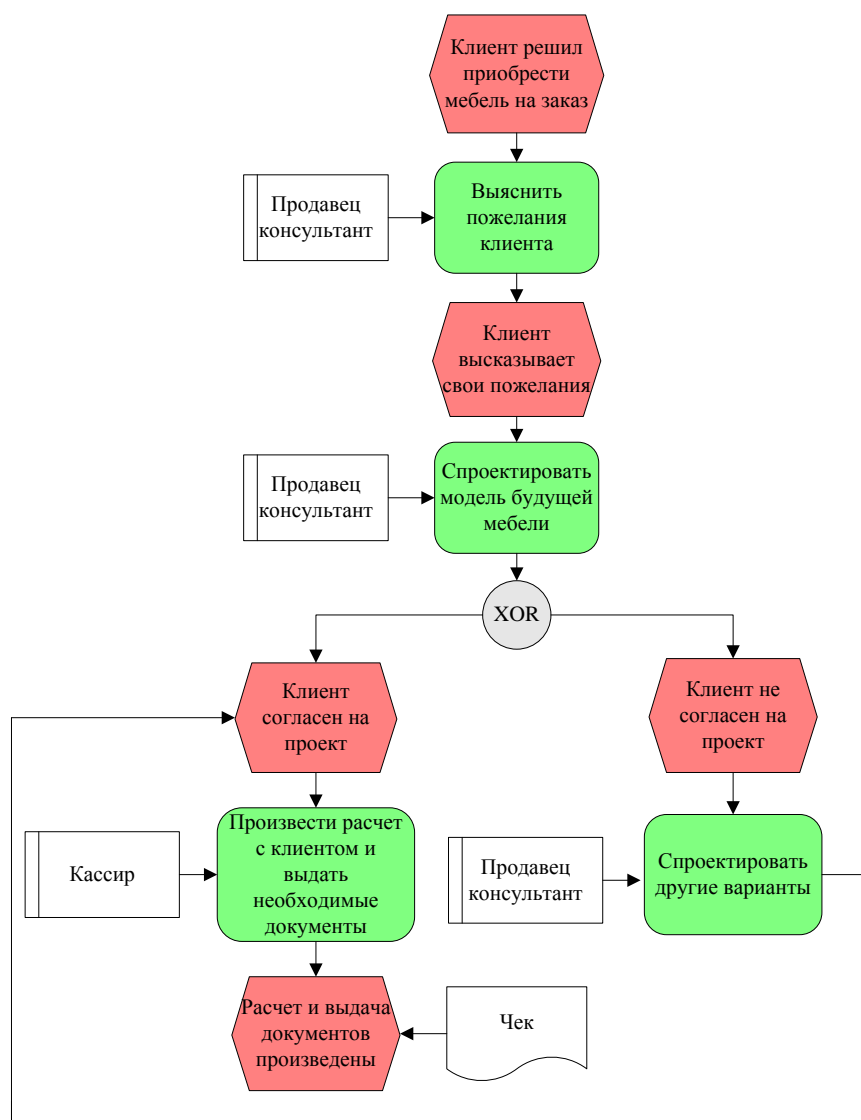 Клиент решил
приобрести
мебель на заказ
Продавец
консультант
Выяснить
пожелания
клиента
Клиент
высказывает
свои пожелания
Продавец
консультант
Спроектировать
модель будущей
мебели
XOR
Клиент
согласен на
проект
Клиент не
согласен на
проект
Кассир
Произвести расчет
с клиентом и
выдать
необходимые
документы
Продавец
консультант
Спроектировать
другие варианты
Расчет и выдача
документов
произведены
Чек